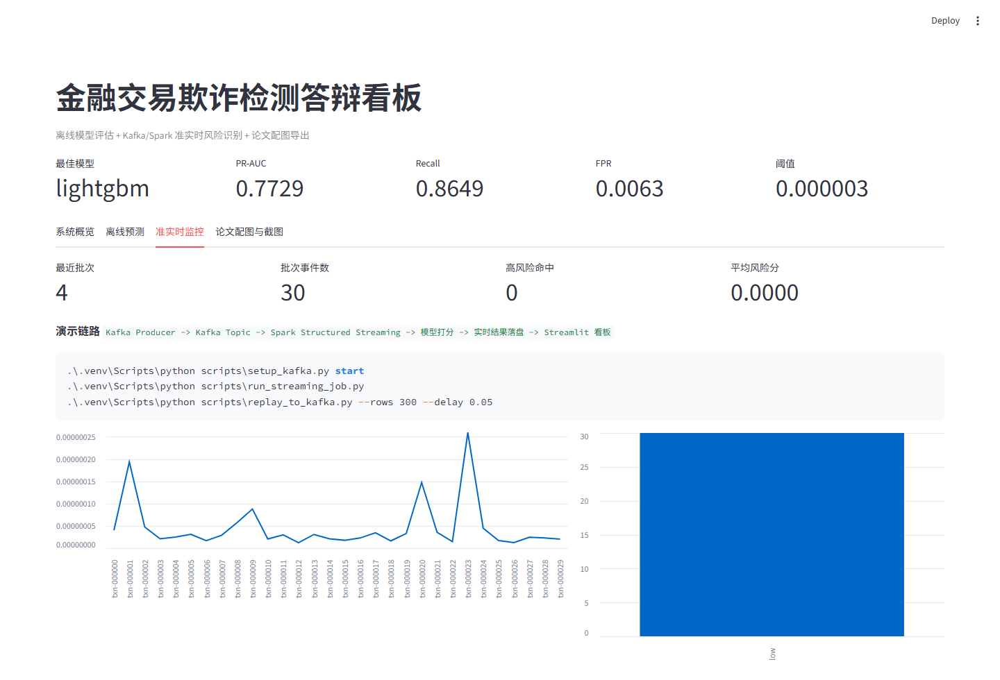 Deploy
金融交易欺诈检测答辩看板
离线模型评估 + Kafka/Spark 准实时风险识别 + 论文配图导出
最佳模型 PR-AUC Recall FPR 阈值
lightgbm 0.7729 0.8649 0.0063 0.000003
系统概览 离线预测 准实时监控 论文配图与截图
最近批次 批次事件数 高风险命中 平均风险分
4 30 0 0.0000
演示链路 Kafka Producer -> Kafka Topic -> Spark Structured Streaming -> 模型打分 -> 实时结果落盘 -> Streamlit 看板
.\.venv\Scripts\python scripts\setup_kafka.py start
.\.venv\Scripts\python scripts\run_streaming_job.py
.\.venv\Scripts\python scripts\replay_to_kafka.py --rows 300 --delay 0.05
0.00000025
0.00000020
0.00000015
0.00000010
0.00000005
0.00000000
txn-000000
txn-000001
txn-000002
txn-000003
txn-000004
txn-000005
txn-000006
txn-000007
txn-000008
txn-000009
txn-000010
txn-000011
txn-000012
txn-000013
txn-000014
txn-000015
txn-000016
txn-000017
txn-000018
txn-000019
txn-000020
txn-000021
txn-000022
txn-000023
txn-000024
txn-000025
txn-000026
txn-000027
txn-000028
txn-000029
30
25
20
15
10
5
0
low